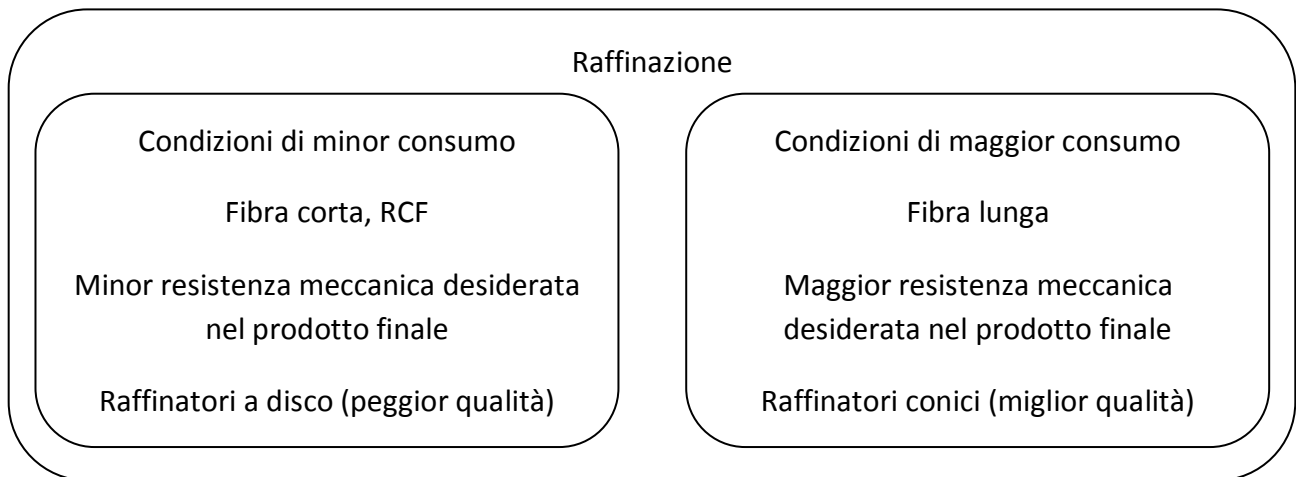 Raffinazione
Condizioni di minor consumo
Fibra corta, RCF
Minor resistenza meccanica desiderata
nel prodotto finale
Raffinatori a disco (peggior qualità)
Condizioni di maggior consumo
Fibra lunga
Maggior resistenza meccanica
desiderata nel prodotto finale
Raffinatori conici (miglior qualità)